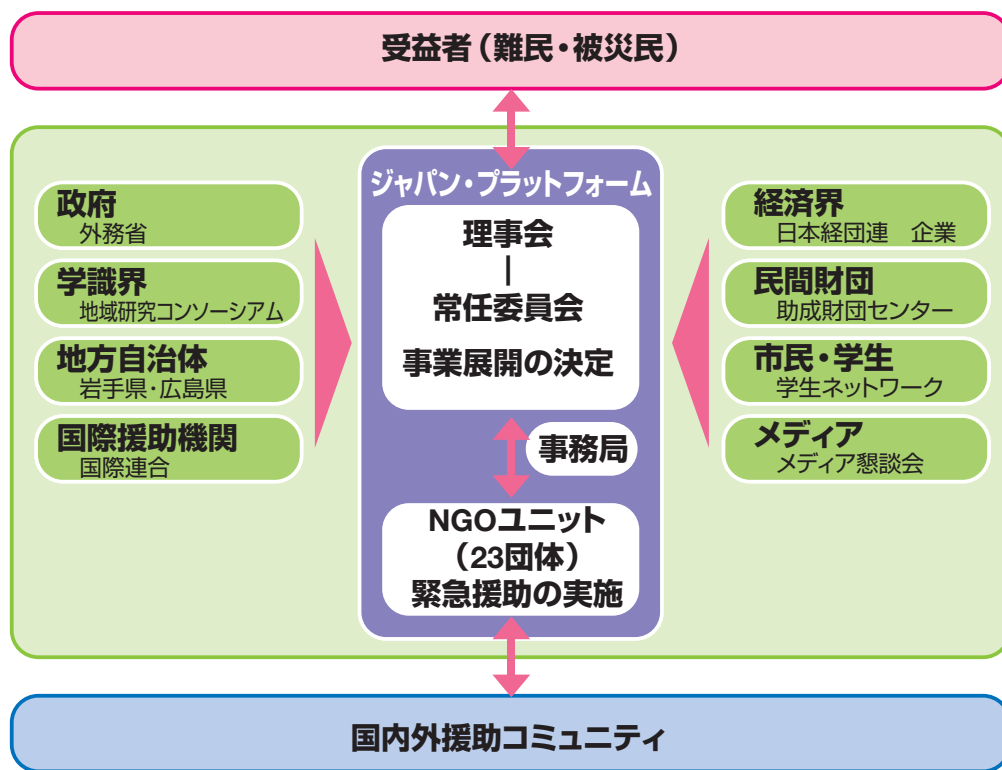 受益者（難民・被災民）
政府
外務省
学識界
地域研究コンソーシアム
地方自治体
岩手県・広島県
国際援助機関
国際連合
ジャパン・プラットフォーム
理事会
常任委員会
事業展開の決定
事務局
NGOユニット
（23団体）
緊急援助の実施
経済界
日本経団連　企業
民間財団
助成財団センター
市民・学生
学生ネットワーク
メディア
メディア懇談会
国内外援助コミュニティ